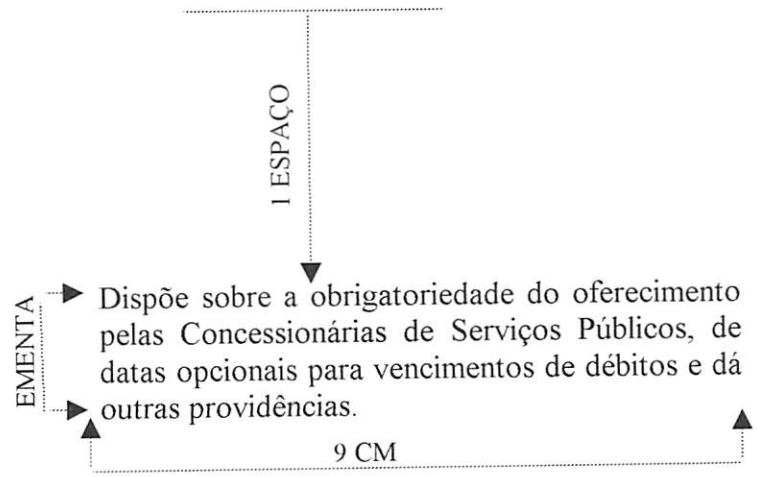 1 ESPAÇO
EMENTA
Dispõe sobre a obrigatoriedade do oferecimento
pelas Concessionárias de Serviços Públicos, de
datas opcionais para vencimentos de débitos e dá
outras providências.
9 CM